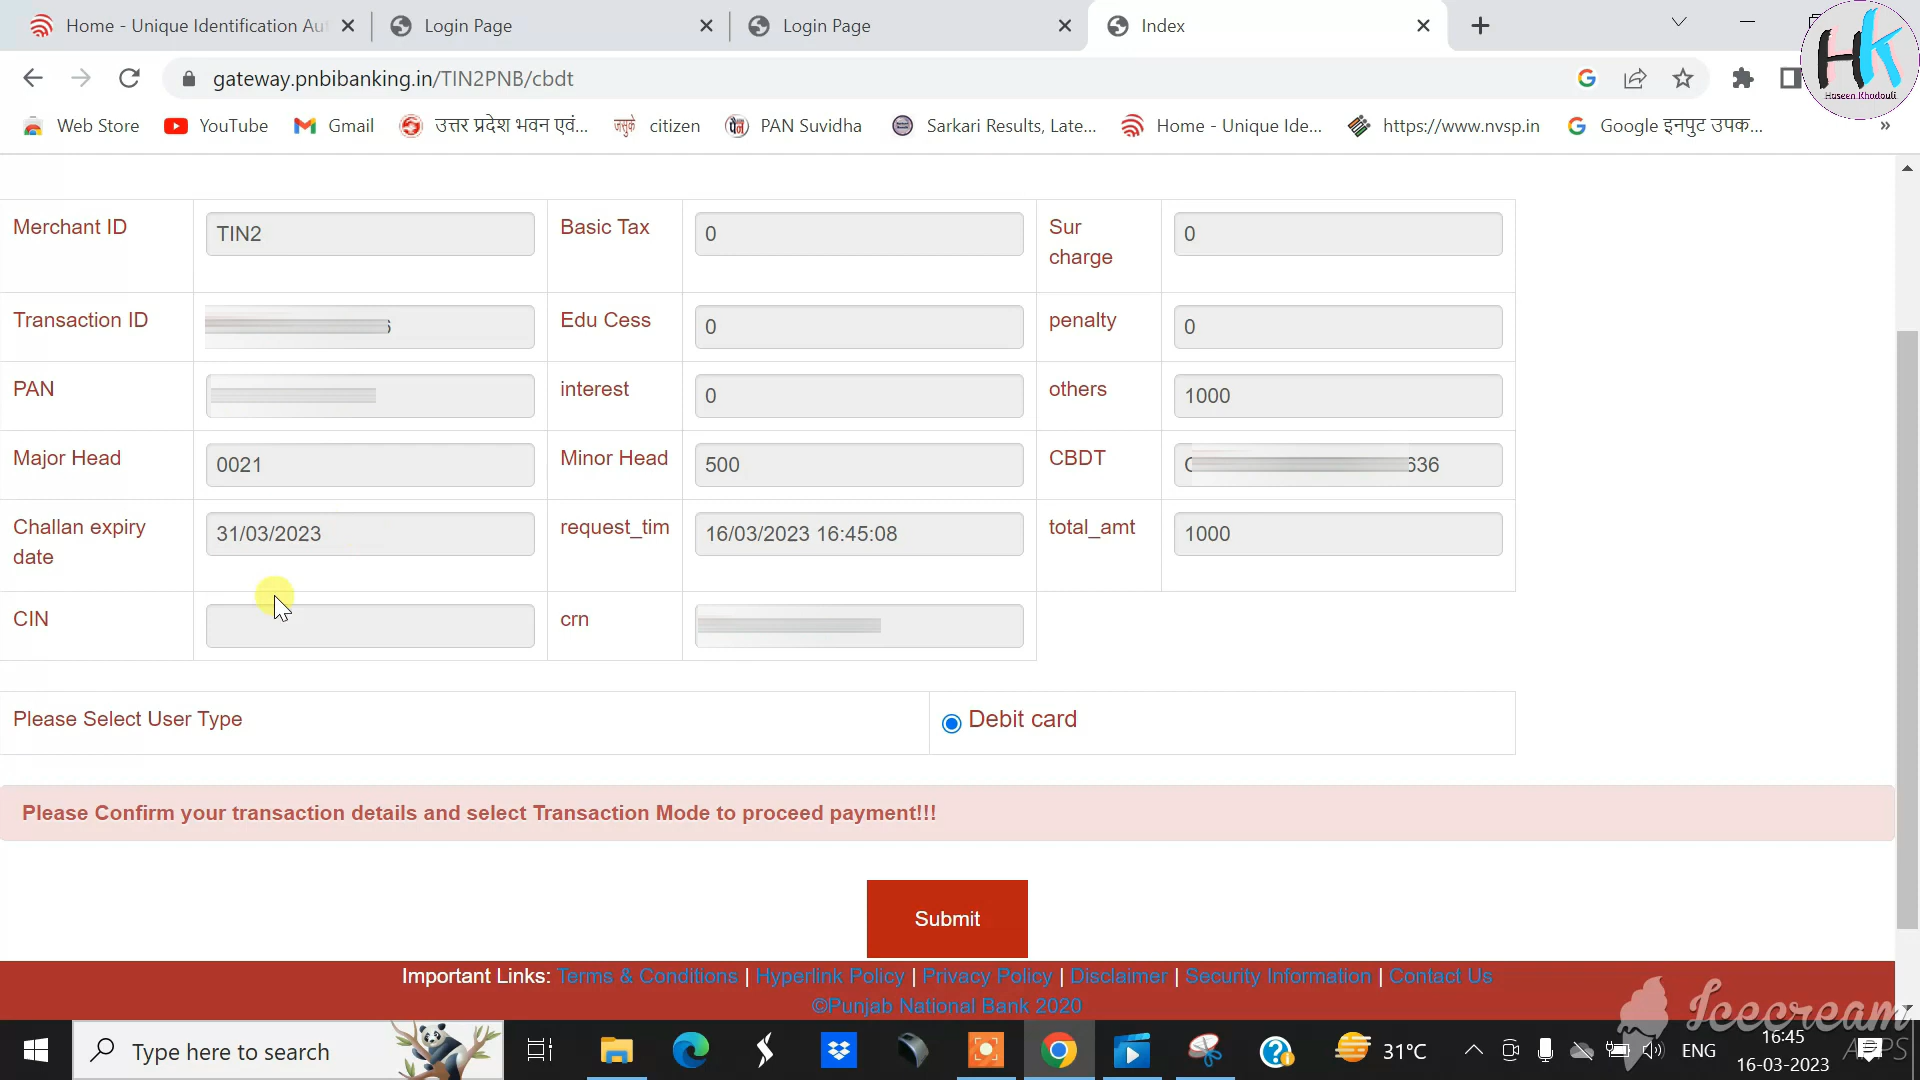 Home - Unique Identification Au
Login Page
Login Page
Index
HK
Haseen Khadouli
gateway.pnbibanking.in/TIN2PNB/cbdt
Web Store
YouTube
Gmail
उत्तर प्रदेश भवन एवं...
citizen
PAN Suvidha
Sarkari Results, Late...
Home - Unique Ide...
https://www.nvsp.in
Google इनपुट उपक...
»
Merchant ID TIN2 Basic Tax 0 Sur charge 0
Transaction ID 6 Edu Cess 0 penalty 0
PAN interest 0 others 1000
Major Head 0021 Minor Head 500 CBDT C 636
Challan expiry date 31/03/2023 request_tim 16/03/2023 16:45:08 total_amt 1000
CIN crn
Please Select User Type Debit card
Please Confirm your transaction details and select Transaction Mode to proceed payment!!!
Submit
Important Links: Terms & Conditions | Hyperlink Policy | Privacy Policy | Disclaimer | Security Information | Contact Us
©Punjab National Bank 2020
Icecream
APPS
Type here to search
31°C
ENG
16:45
16-03-2023